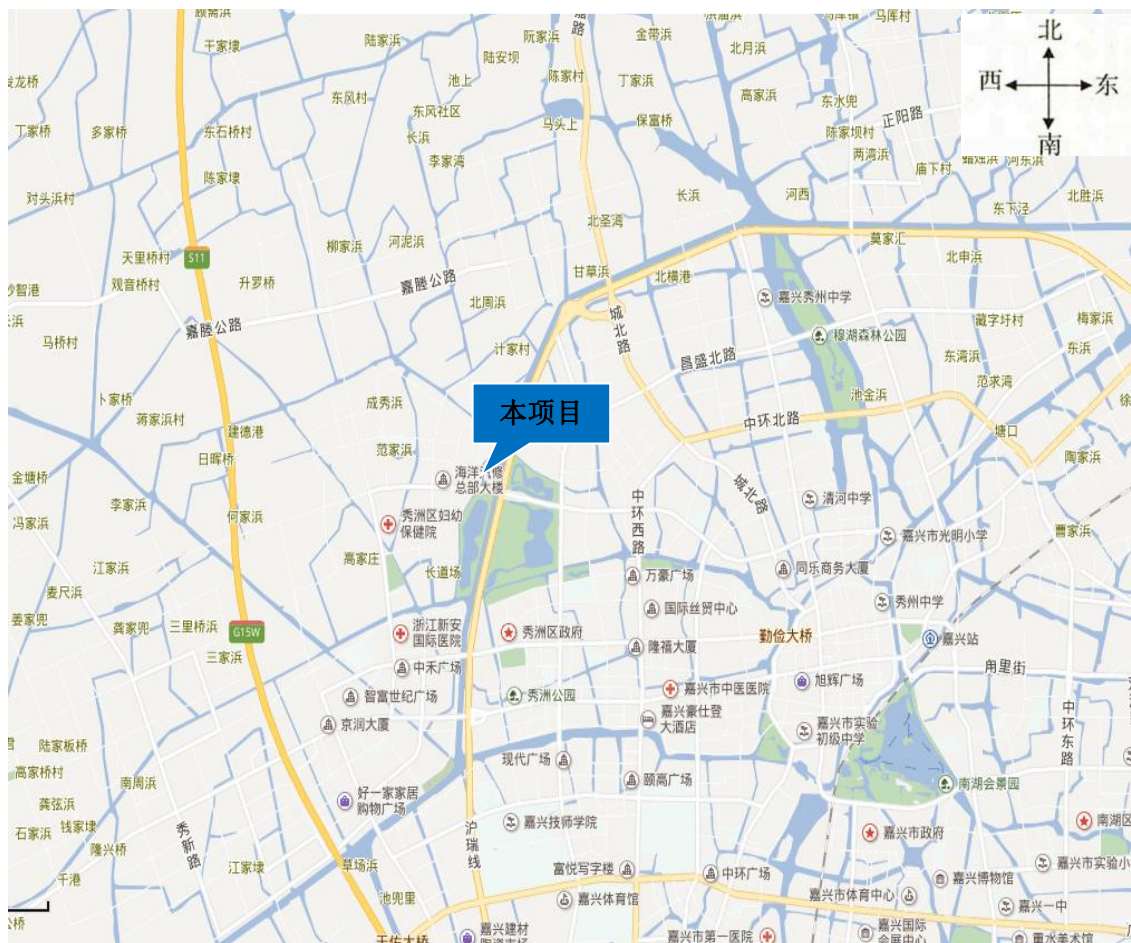 陆家浜
阮家浜
金带浜
马厍村
北月浜
于家埭
陆安坝
陈家村
丁家浜
池上
东风村
东风社区
高家浜
东水兜
正阳路
丁家桥
多家桥
东石桥村
长浜
马头上
保富桥
陈家坝村
两湾浜
李家湾
庙下村
河东浜
陈家埭
对头浜村
长浜
河西
北胜浜
东下泾
北圣湾
柳家浜
河泥浜
莫家汇
天里桥村
S11
北申浜
甘草浜
北横港
观音桥村
升罗桥
嘉塍公路
嘉兴秀州中学
北周浜
城北路
藏字圩村
梅家浜
嘉塍公路
穆湖森林公园
马桥村
计家村
昌盛北路
东湾浜
东浜
范求湾
卜家桥
成秀浜
本项目
池金浜
蒋家浜村
建德港
中环北路
塘口
范家浜
日晖桥
陶家浜
金塘桥
海洋汽修
总部大楼
城北路
李家浜
中环西路
清河中学
冯家浜
何家浜
秀洲区妇幼
保健院
曹家浜
嘉兴市光明小学
高家庄
江家浜
长道场
万豪广场
同乐商务大厦
麦尺浜
国际丝贸中心
秀州中学
姜家兜
龚家兜
三里桥浜
G15W
浙江新安
国际医院
秀洲区政府
勤俭大桥
嘉兴站
三家浜
隆禧大厦
中禾广场
甪里街
旭辉广场
智富世纪广场
秀洲公园
嘉兴市中医医院
京润大厦
嘉兴豪仕登
大酒店
嘉兴市实验
初级中学
中环东路
陆家板桥
现代广场
高家桥村
南周浜
颐高广场
南湖会景园
龚弦浜
好一家家居
购物广场
石家浜
钱家埭
嘉兴技师学院
嘉兴市政府
南湖区
秀新路
沪瑞线
隆兴桥
江家埭
草场浜
富悦写字楼
中环广场
嘉兴市实验小
干港
嘉兴博物馆
池兜里
嘉兴体育馆
嘉兴市体育中心
嘉兴一中
嘉兴建材
嘉兴市第一医院
嘉兴国际
北
西
东
南